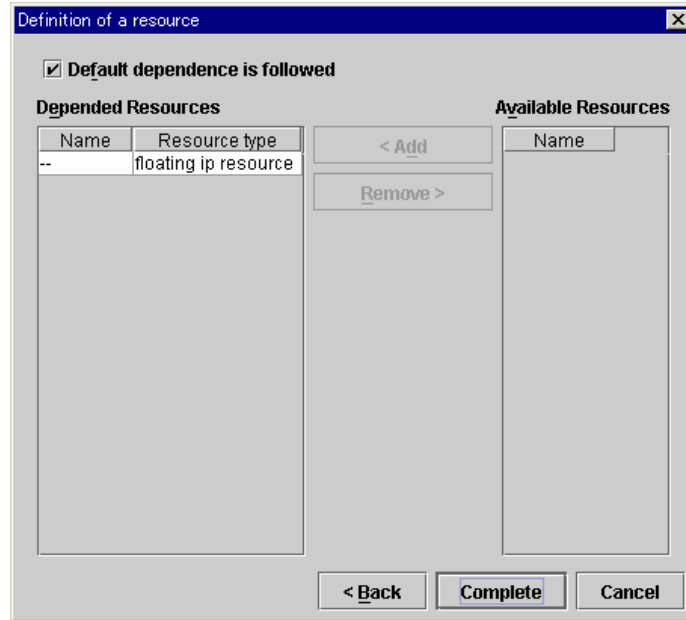 Definition of a resource
Default dependence is followed
Depended Resources Available Resources
Name Resource type < Add Name
-- floating ip resource
Remove >
< Back Complete Cancel